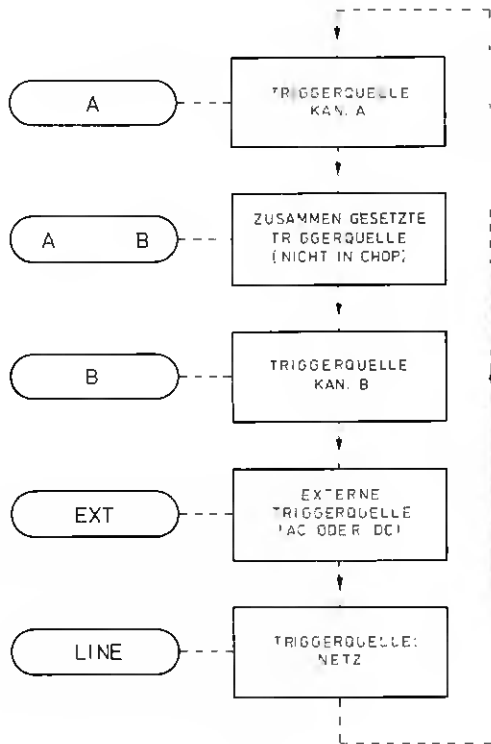 A
TRIGGERQUELLE
KAN. A
A B
ZUSAMMEN GESETZTE
TRIGGERQUELLE
(NICHT IN CHOP)
B
TRIGGERQUELLE
KAN. B
EXT
EXTERNE
TRIGGERQUELLE
(AC ODER DC)
LINE
TRIGGERQUELLE:
NETZ